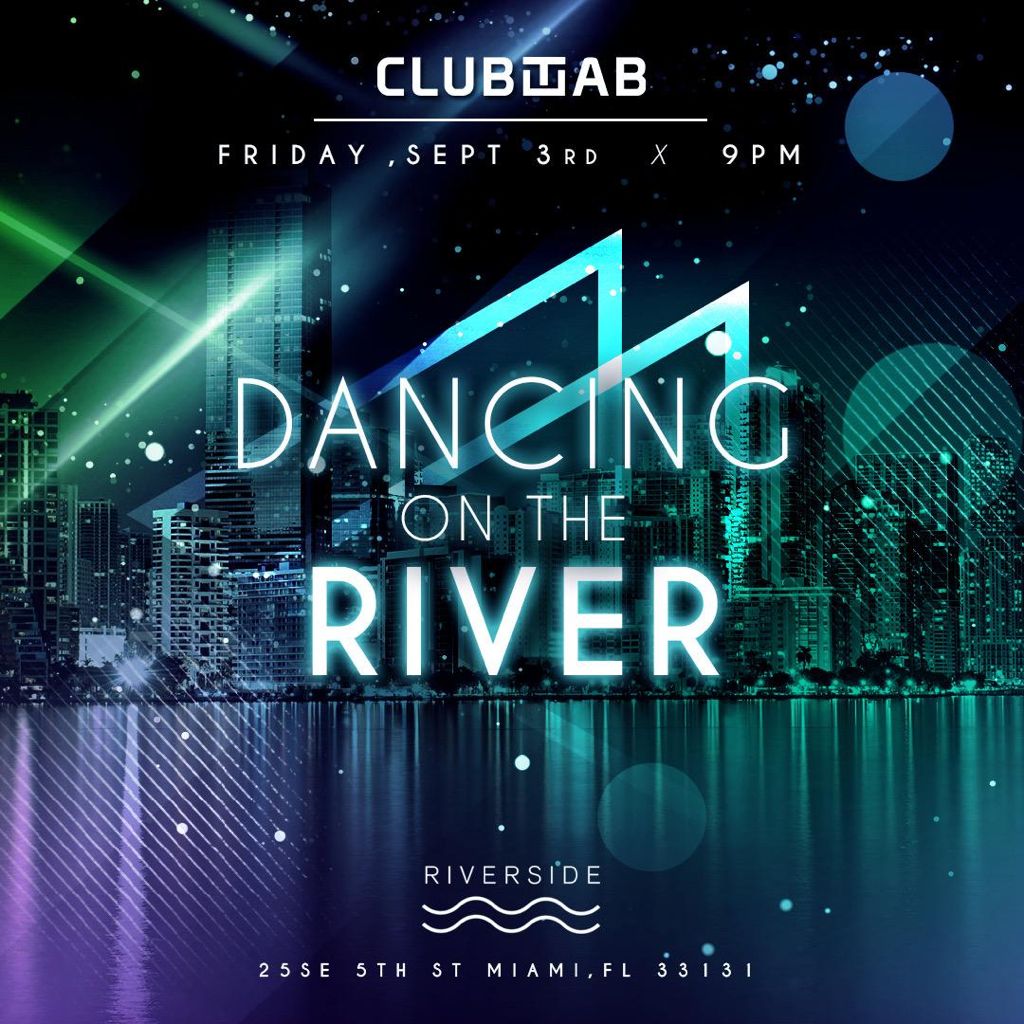 CLUBTAB
FRIDAY ,SEPT 3RD X 9PM
DANCING
ON THE
RIVER
RIVERSIDE
25SE 5TH ST MIAMI,FL 33131